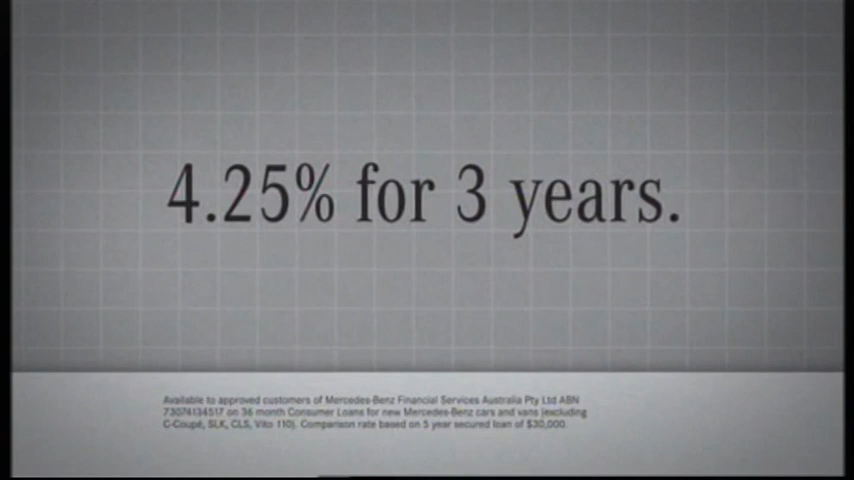 4.25% for 3 years.
Available to approved customers of Mercedes-Benz Financial Services Australia Pty Ltd ABN
73074134517 on 36 month Consumer Loans for new Mercedes-Benz cars and vans (excluding
C-Coupé, SLK, CLS, Vito 110). Comparison rate based on 5 year secured loan of $30,000.